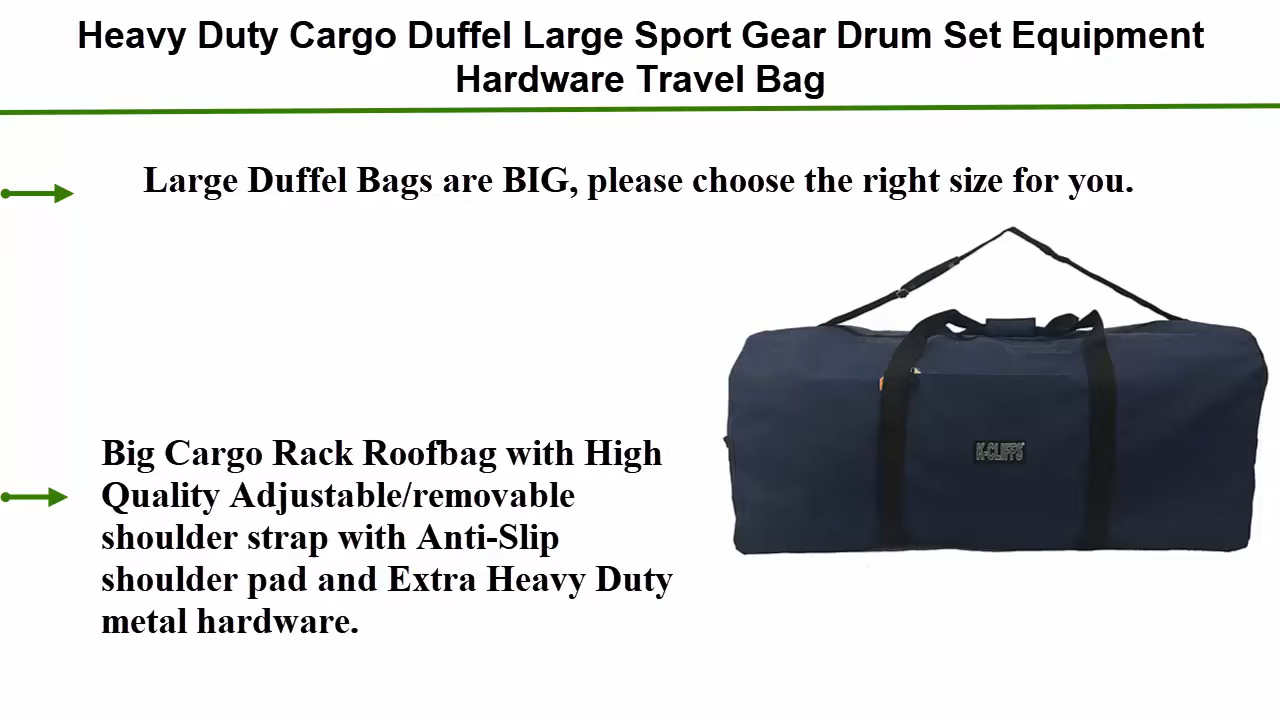 Heavy Duty Cargo Duffel Large Sport Gear Drum Set Equipment
Hardware Travel Bag
Large Duffel Bags are BIG, please choose the right size for you.
K-CLIFFS
Big Cargo Rack Roofbag with High
Quality Adjustable/removable
shoulder strap with Anti-Slip
shoulder pad and Extra Heavy Duty
metal hardware.